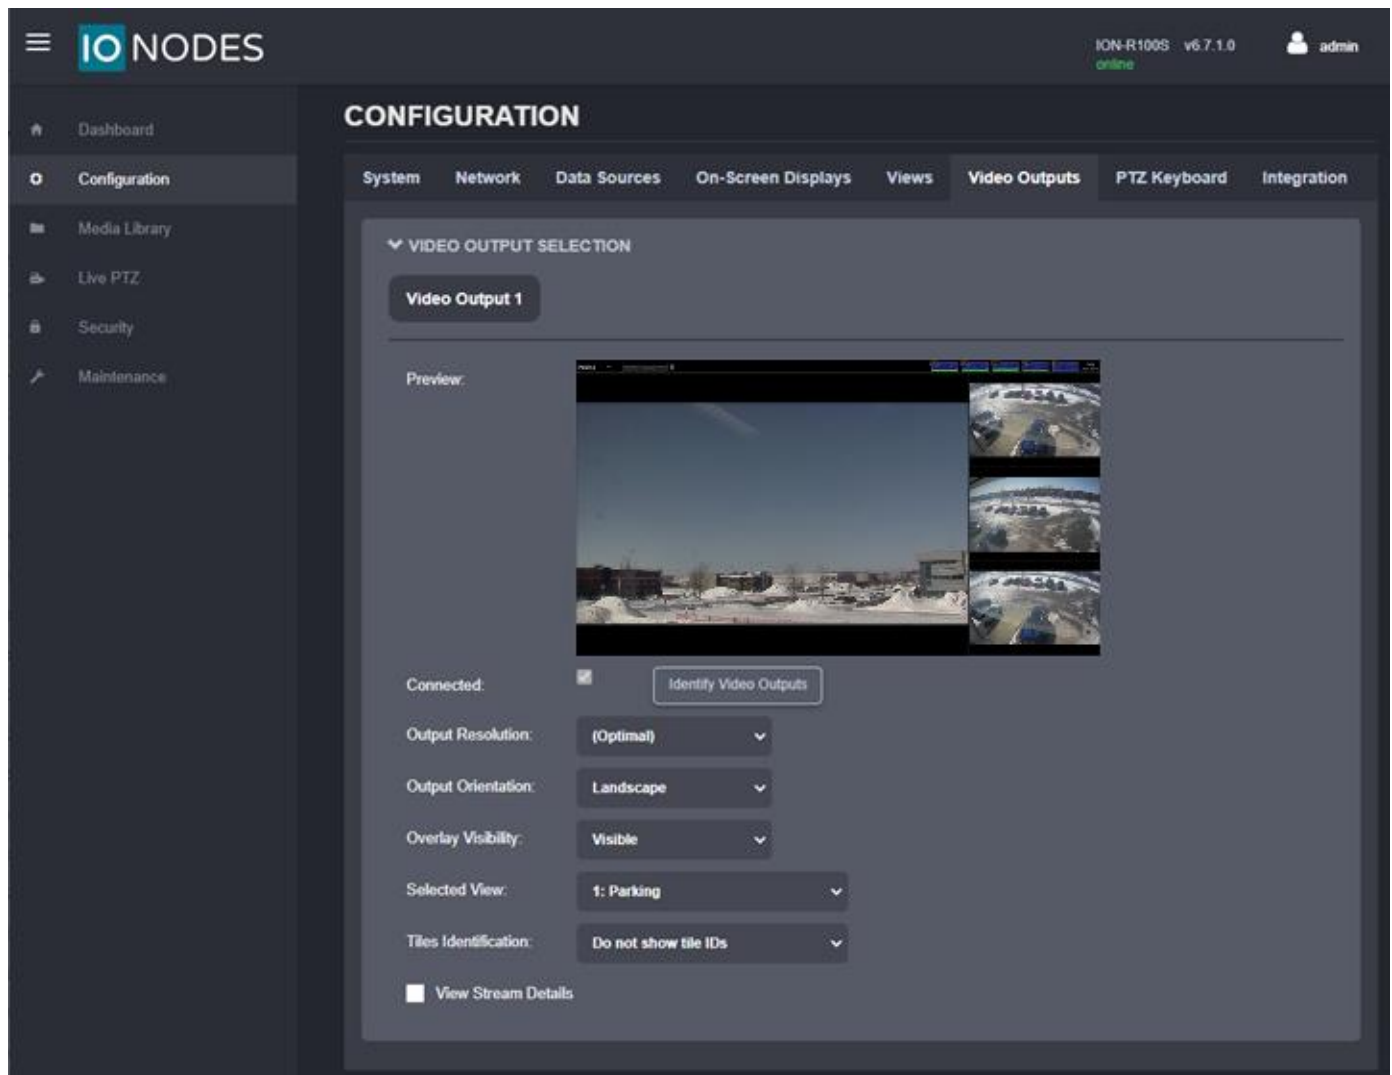 IO NODES
ION-R100S v6.7.1.0
online
admin
Dashboard
Configuration
Media Library
Live PTZ
Security
Maintenance
CONFIGURATION
System Network Data Sources On-Screen Displays Views Video Outputs PTZ Keyboard Integration
VIDEO OUTPUT SELECTION
Video Output 1
Preview:
Connected:
Identify Video Outputs
Output Resolution: (Optimal)
Output Orientation: Landscape
Overlay Visibility: Visible
Selected View: 1: Parking
Tiles Identification: Do not show tile IDs
View Stream Details